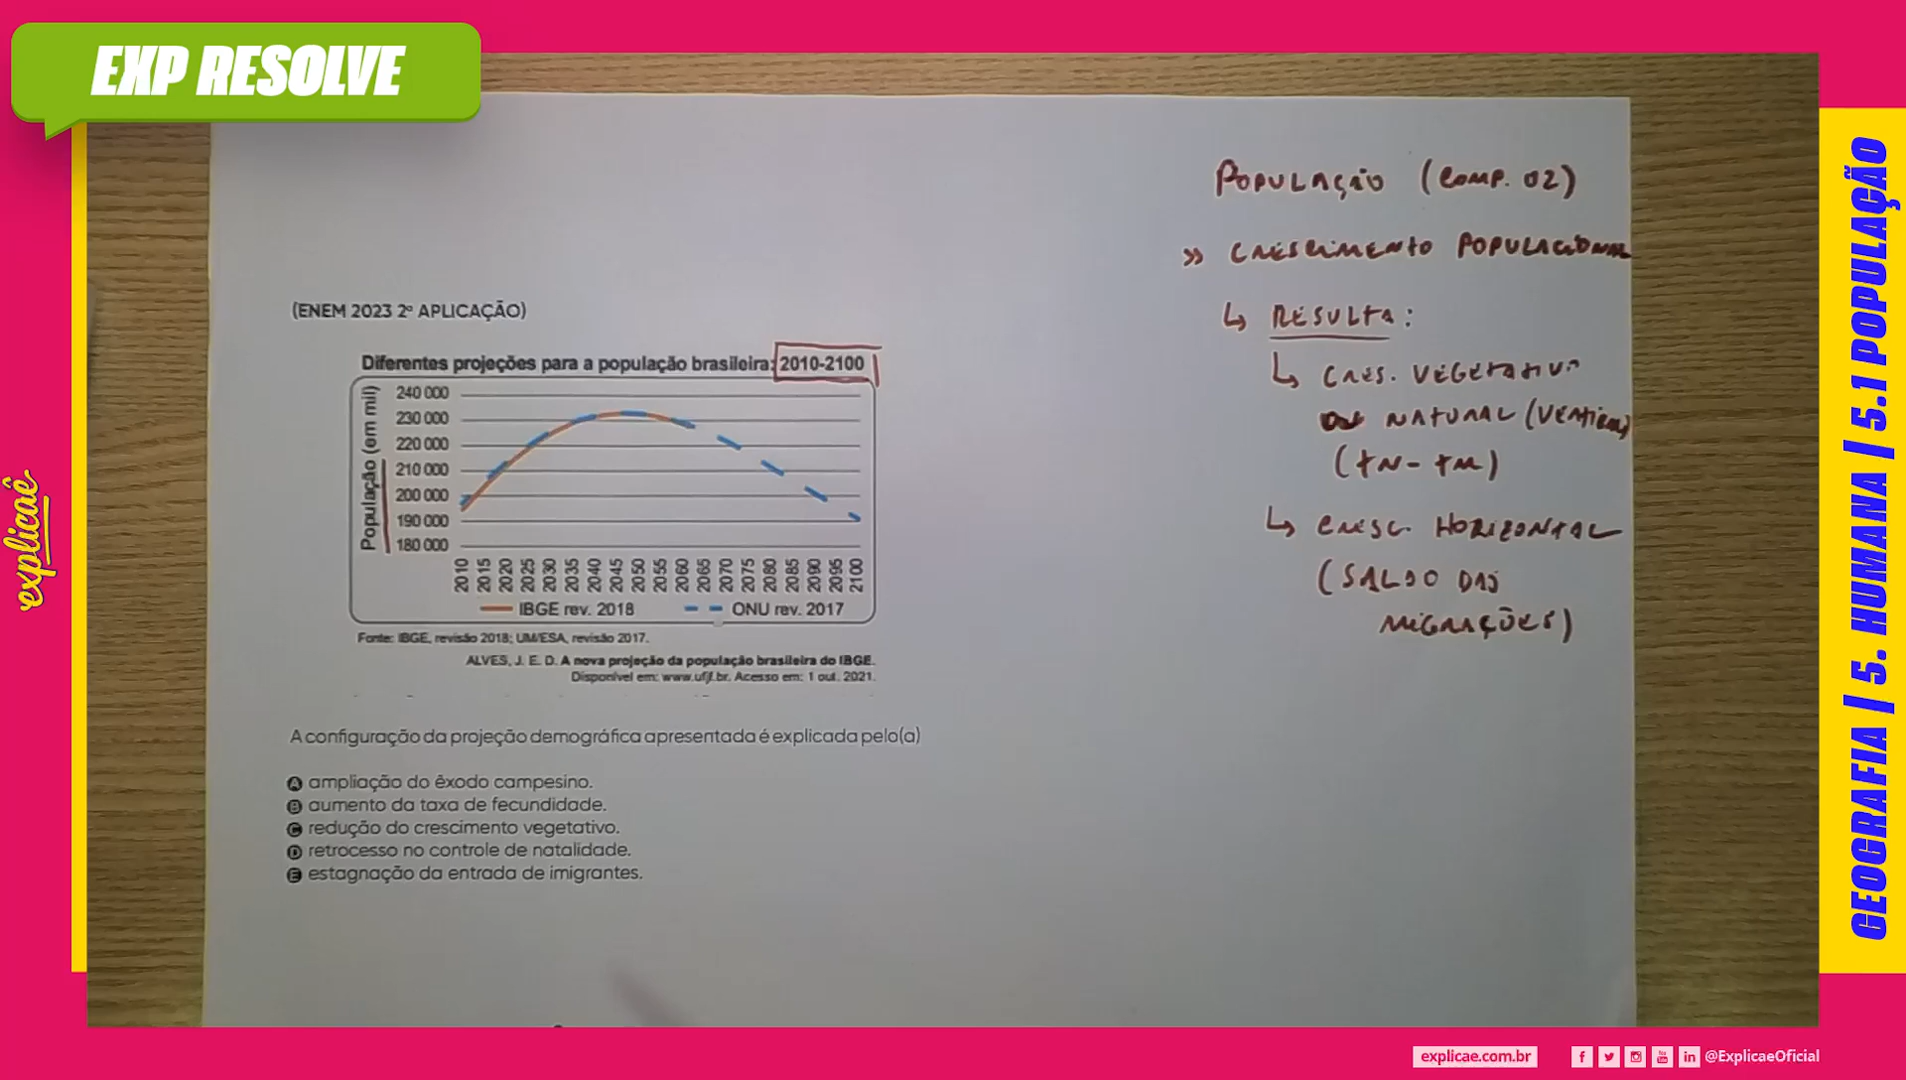 EXP RESOLVE
POPULAÇÃO (COMP. 02)
» CRESCIMENTO POPULACIONAL
↳ RESULTA:
↳ CRES. VEGETATIVO
OU NATURAL (VERTICAL)
(TN-TM)
↳ CRESC. HORIZONTAL
(SALDO DAS
MIGRAÇÕES)
(ENEM 2023 2ª APLICAÇÃO)
Diferentes projeções para a população brasileira: 2010-2100
População (em mil)
240 000
230 000
220 000
210 000
200 000
190 000
180 000
2010 2015 2020 2025 2030 2035 2040 2045 2050 2055 2060 2065 2070 2075 2080 2085 2090 2095 2100
IBGE rev. 2018 ONU rev. 2017
Fonte: IBGE, revisão 2018; UM/ESA, revisão 2017.
ALVES, J. E. D. A nova projeção da população brasileira do IBGE.
Disponível em: www.ufjf.br. Acesso em: 1 out. 2021.
A configuração da projeção demográfica apresentada é explicada pelo(a)
A ampliação do êxodo campesino.
B aumento da taxa de fecundidade.
C redução do crescimento vegetativo.
D retrocesso no controle de natalidade.
E estagnação da entrada de imigrantes.
explicaê
GEOGRAFIA | 5. HUMANA | 5.1 POPULAÇÃO
explicae.com.br
@ExplicaeOficial